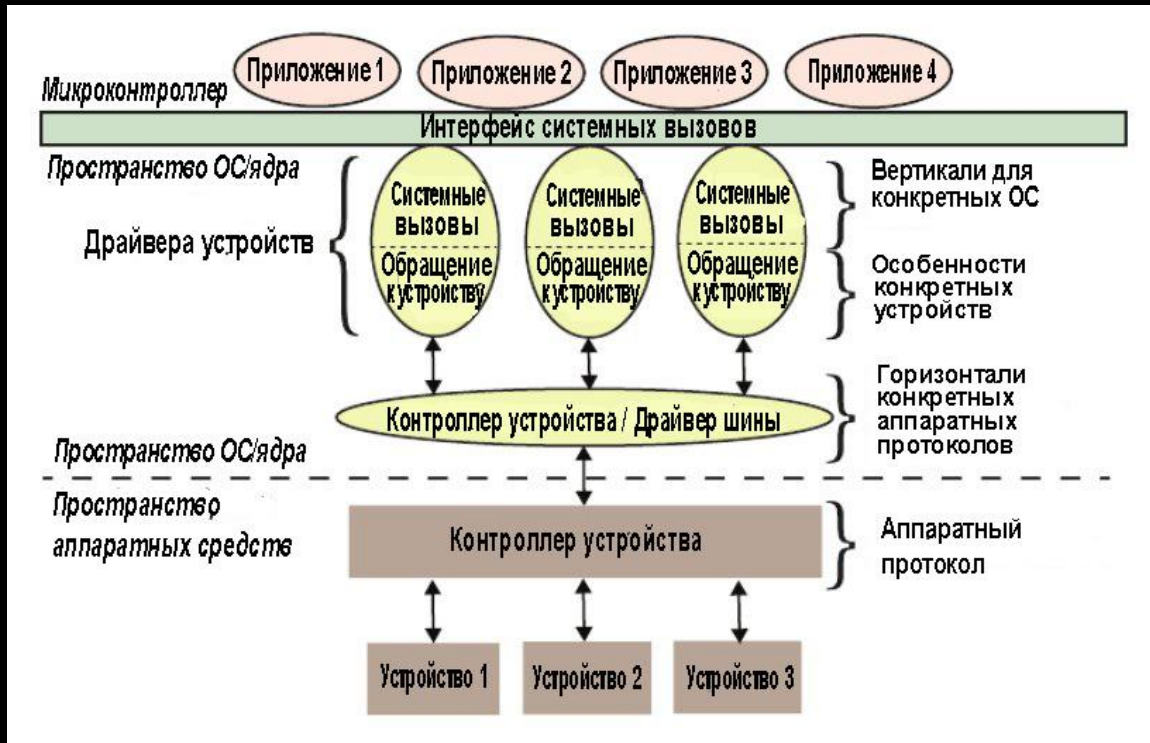 Приложение 1
Приложение 2
Приложение 3
Приложение 4
Микроконтроллер
Интерфейс системных вызовов
Пространство ОС/ядра
Драйвера устройств
Системные
вызовы
Обращение
к устройству
Системные
вызовы
Обращение
к устройству
Системные
вызовы
Обращение
к устройству
Вертикали для
конкретных ОС
Особенности
конкретных
устройств
Контроллер устройства / Драйвер шины
Горизонтали
конкретных
аппаратных
протоколов
Пространство ОС/ядра
Пространство
аппаратных средств
Контроллер устройства
Аппаратный
протокол
Устройство 1
Устройство 2
Устройство 3